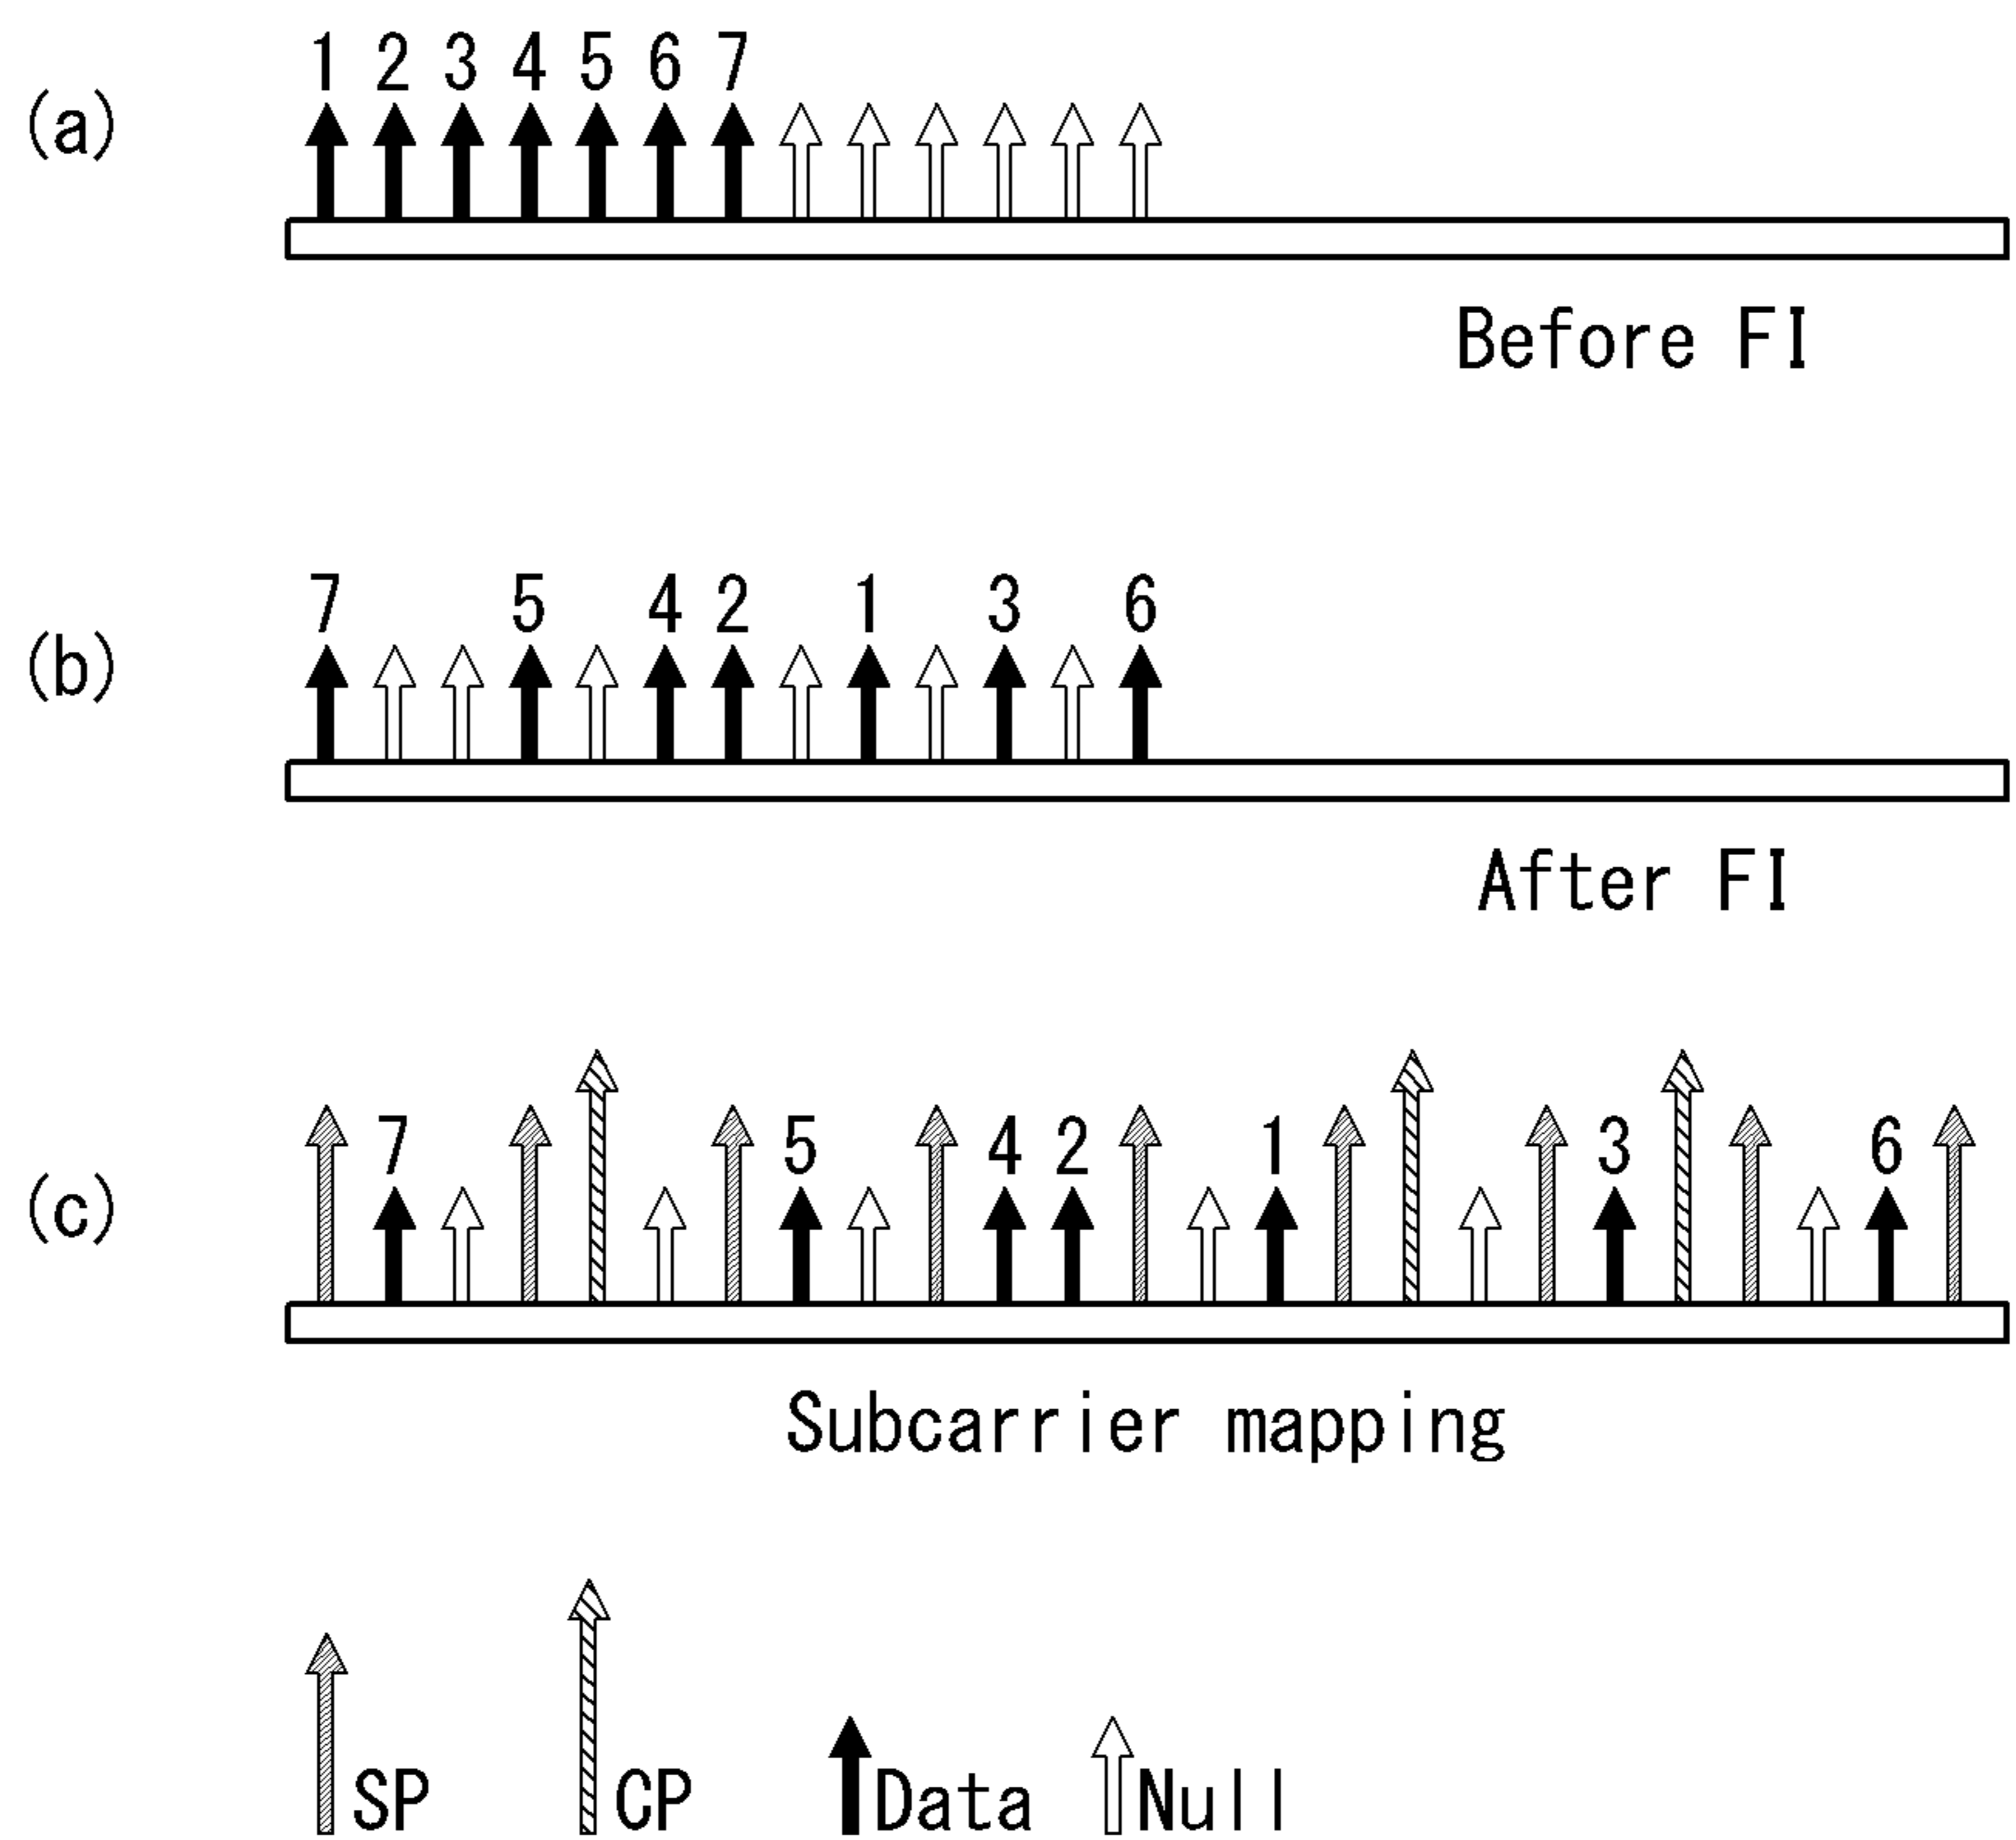 1 2 3 4 5 6 7
(a)
Before FI
7 5 4 2 1 3 6
(b)
After FI
7 5 4 2 1 3 6
(c)
Subcarrier mapping
SP CP Data Null